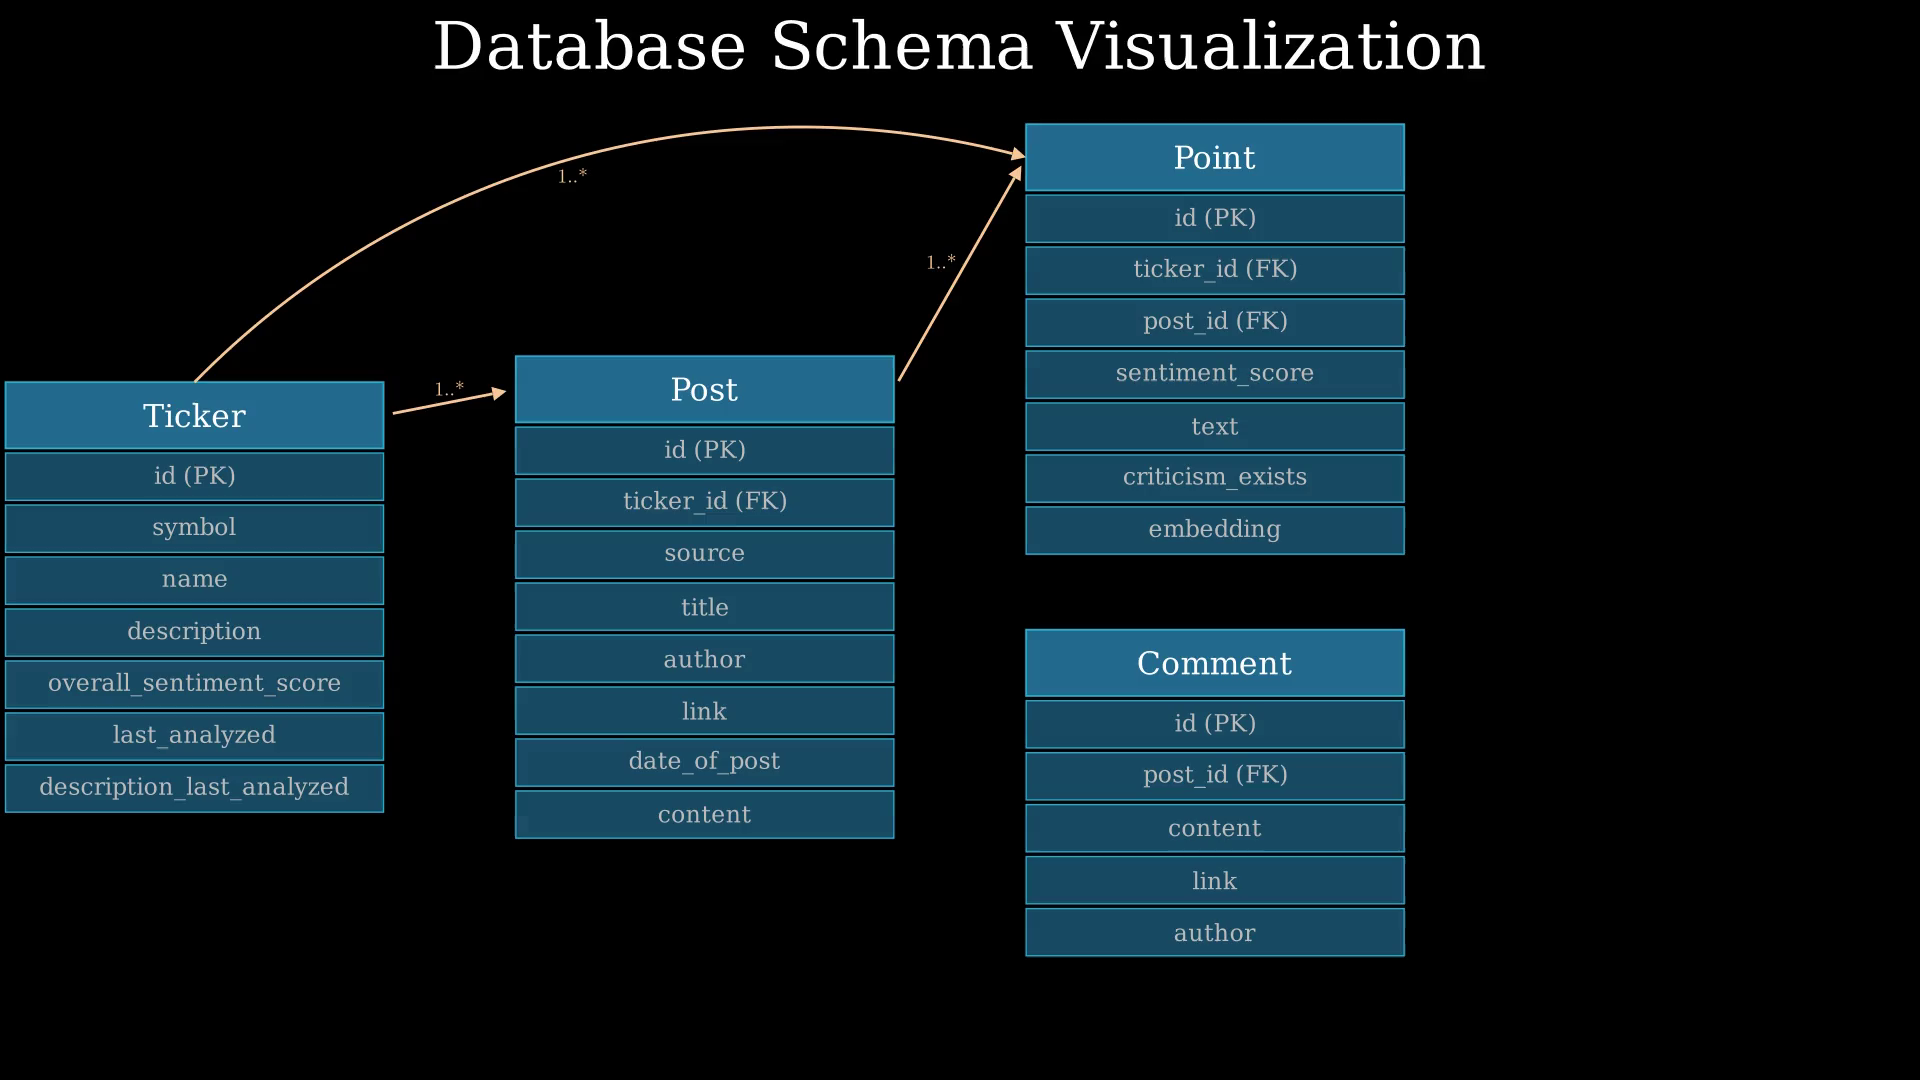 Database Schema Visualization
1..*
1..*
1..*
Ticker
id (PK)
symbol
name
description
overall_sentiment_score
last_analyzed
description_last_analyzed
Post
id (PK)
ticker_id (FK)
source
title
author
link
date_of_post
content
Point
id (PK)
ticker_id (FK)
post_id (FK)
sentiment_score
text
criticism_exists
embedding
Comment
id (PK)
post_id (FK)
content
link
author